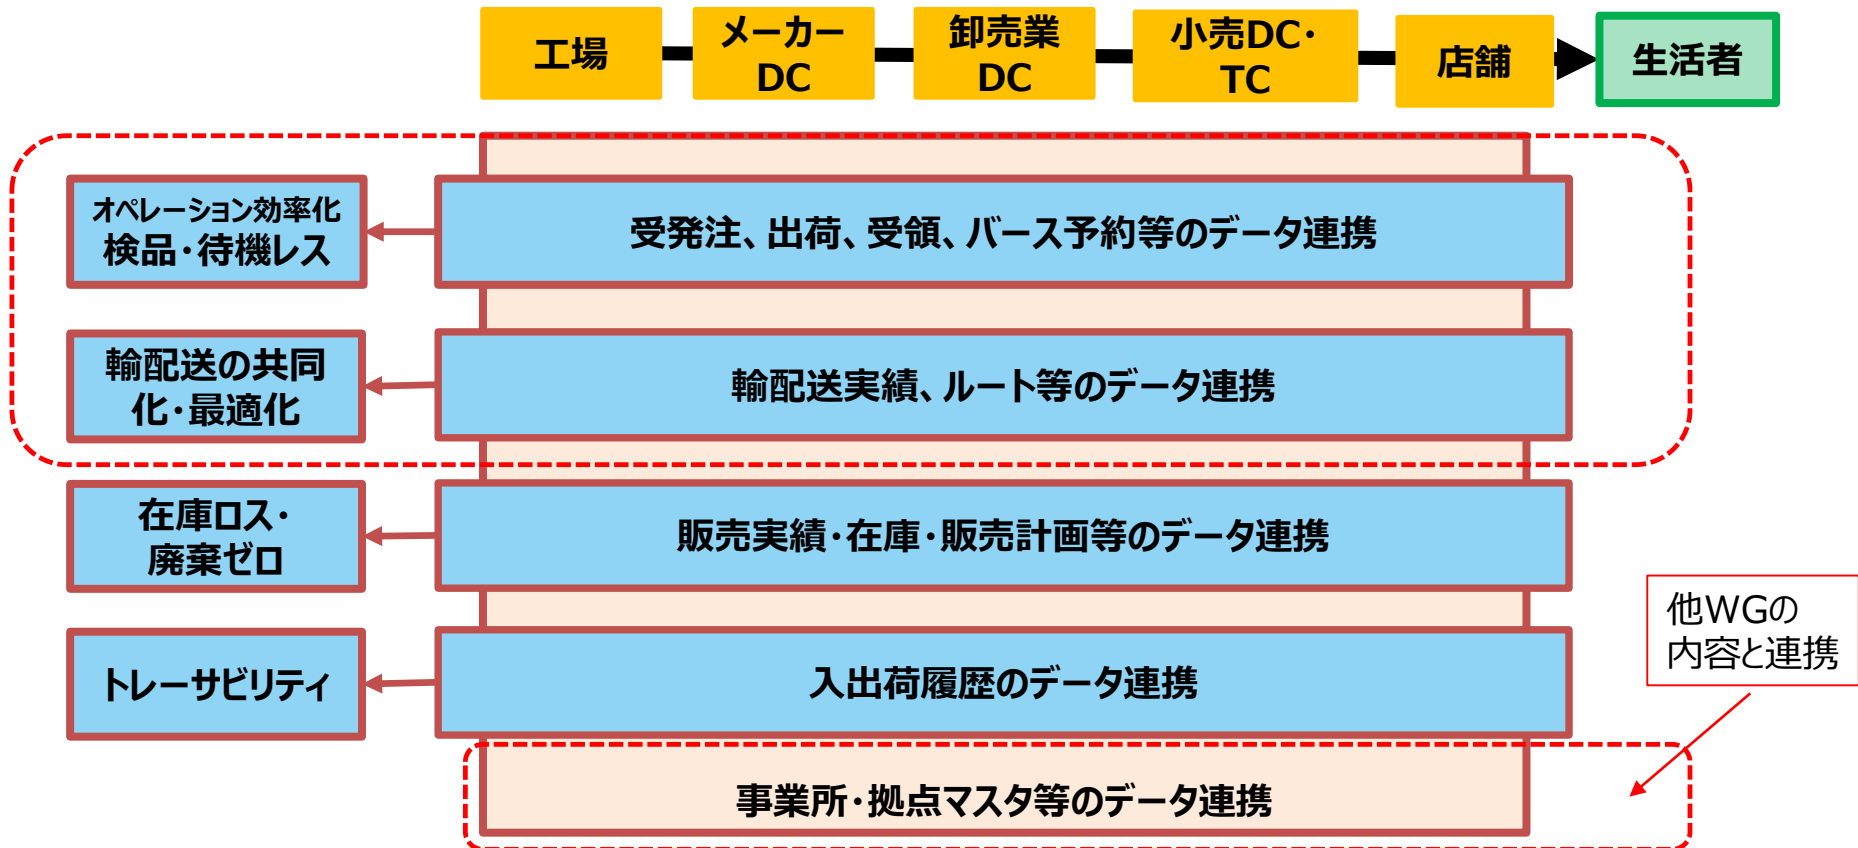 工場
メーカー
DC
卸売業
DC
小売DC・
TC
店舗
生活者
オペレーション効率化
検品・待機レス
受発注、出荷、受領、バース予約等のデータ連携
輸配送の共同
化・最適化
輸配送実績、ルート等のデータ連携
在庫ロス・
廃棄ゼロ
販売実績・在庫・販売計画等のデータ連携
トレーサビリティ
入出荷履歴のデータ連携
他WGの
内容と連携
事業所・拠点マスタ等のデータ連携